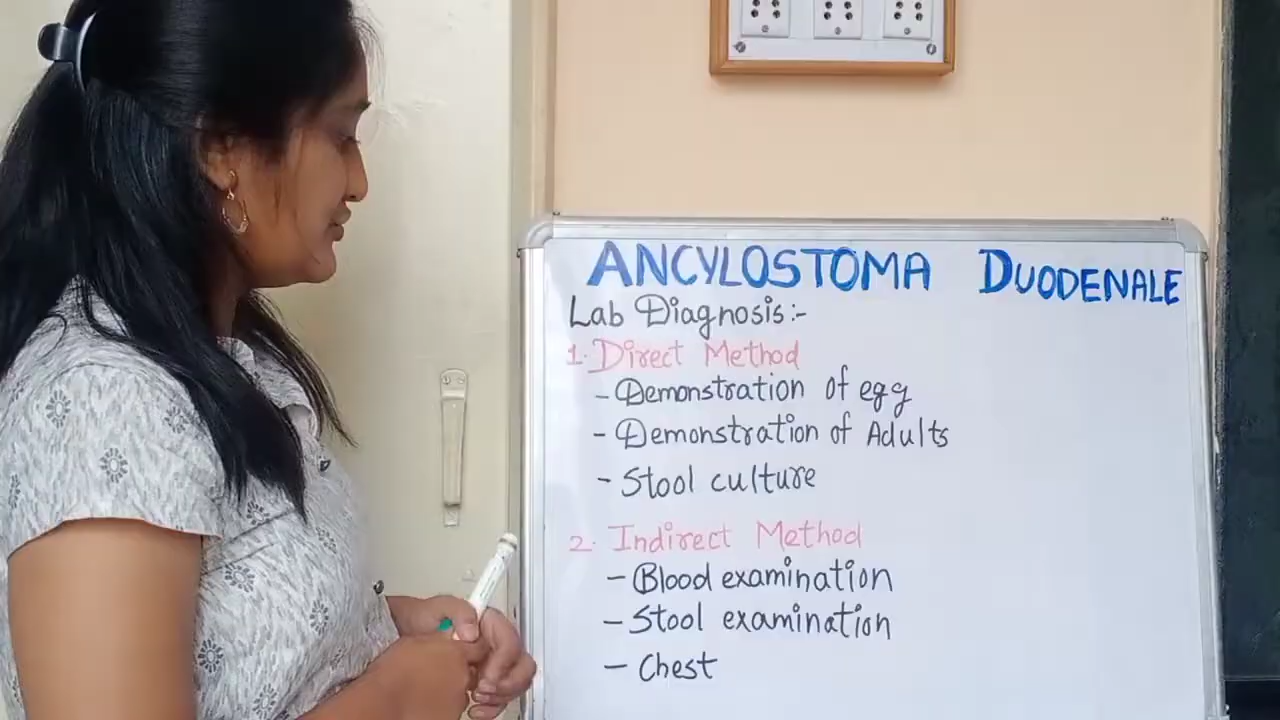 ANCYLOSTOMA DUODENALE
Lab Diagnosis:-
1. Direct Method
- Demonstration of egg
- Demonstration of Adults
- Stool culture
2. Indirect Method
- Blood examination
- Stool examination
- Chest